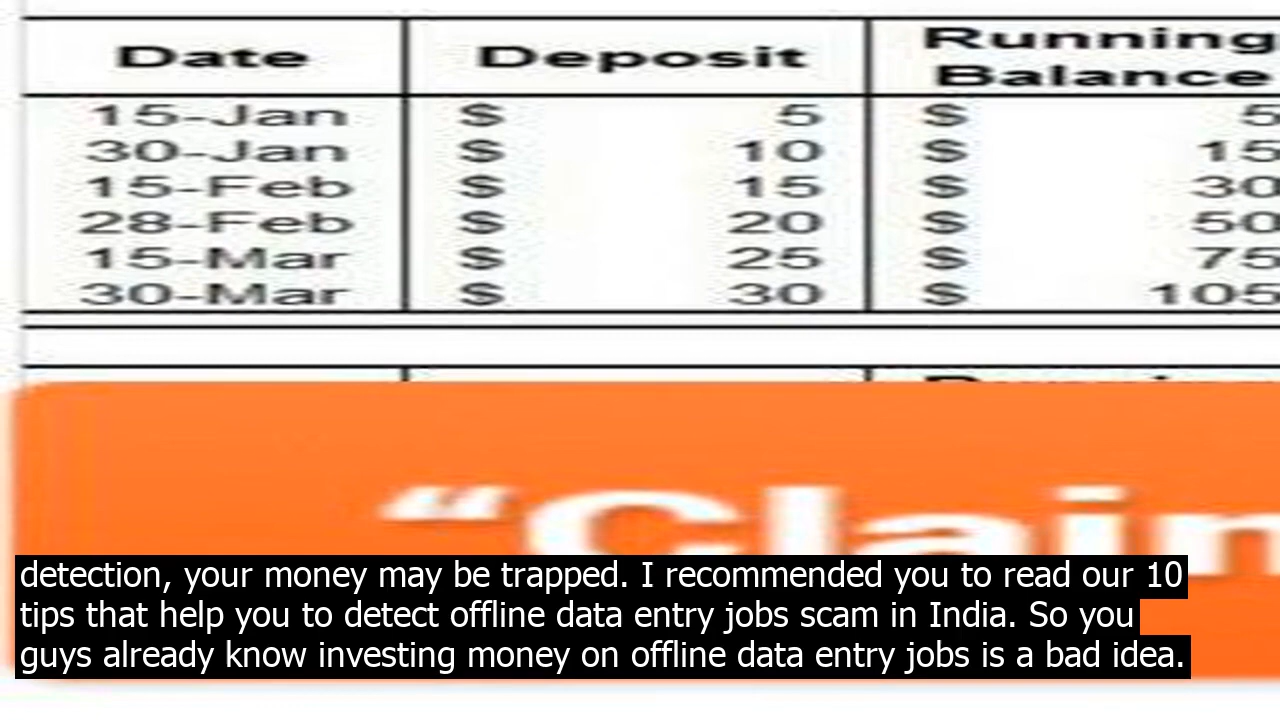 Date Deposit Running Balance
15-Jan $ 5 $ 5
30-Jan $ 10 $ 15
15-Feb $ 15 $ 30
28-Feb $ 20 $ 50
15-Mar $ 25 $ 75
30-Mar $ 30 $ 105
detection, your money may be trapped. I recommended you to read our 10
tips that help you to detect offline data entry jobs scam in India. So you
guys already know investing money on offline data entry jobs is a bad idea.